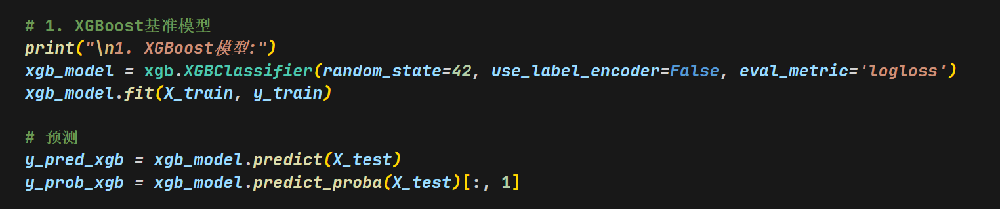 # 1. XGBoost基准模型
print("\n1. XGBoost模型:")
xgb_model = xgb.XGBClassifier(random_state=42, use_label_encoder=False, eval_metric='logloss')
xgb_model.fit(X_train, y_train)
# 预测
y_pred_xgb = xgb_model.predict(X_test)
y_prob_xgb = xgb_model.predict_proba(X_test)[:, 1]